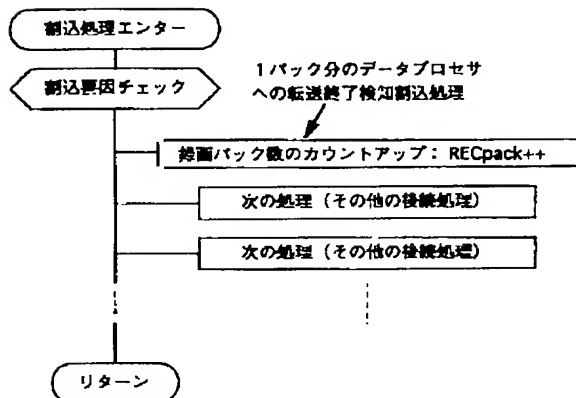 割込処理エンター
割込要因チェック
1パック分のデータプロセサ
への転送終了検知割込処理
録画パック数のカウントアップ： RECpack++
次の処理（その他の後続処理）
次の処理（その他の後続処理）
リターン